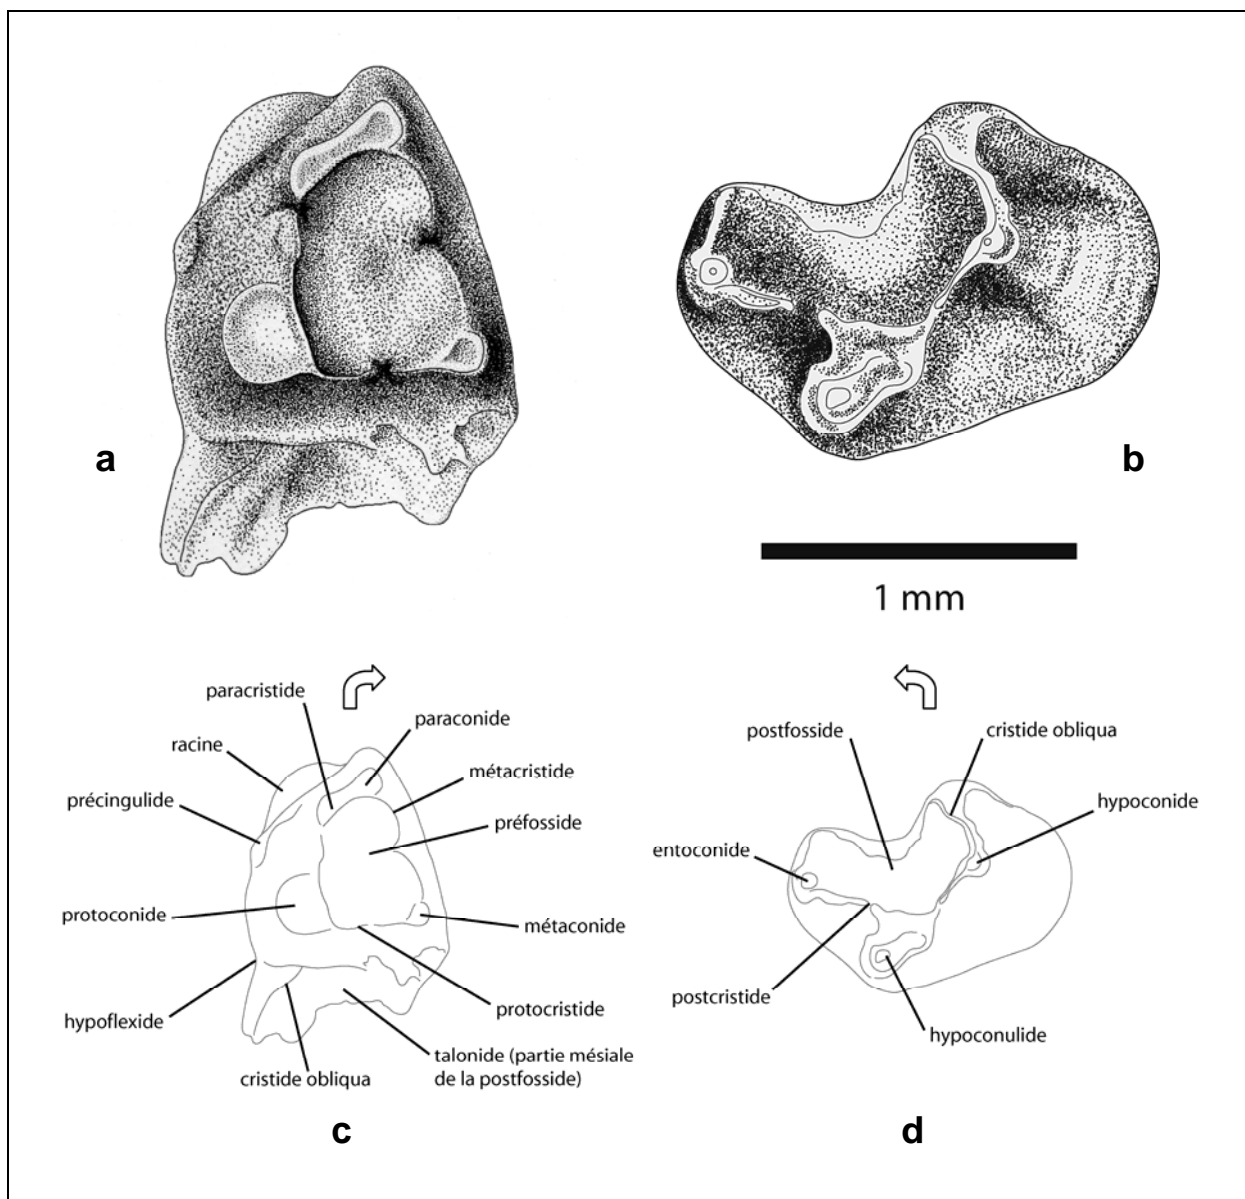 a
b
1 mm
paracristide
paraconide
racine
métacristide
précingulide
préfosside
protoconide
métaconide
hypoflexide
protocristide
cristide obliqua
talonide (partie mésiale
de la postfosside)
c
postfosside
cristide obliqua
hypoconide
entoconide
postcristide
hypoconulide
d